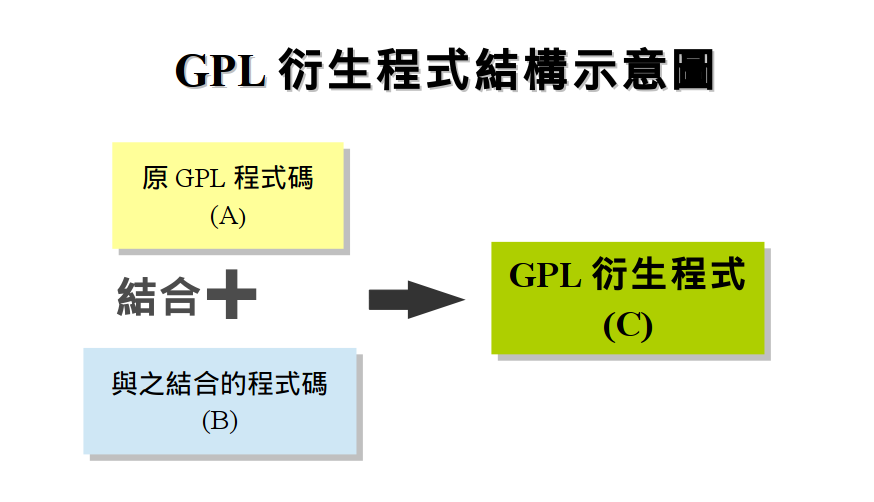 GPL 衍生程式結構示意圖
原 GPL 程式碼
(A)
結合+
與之結合的程式碼
(B)
GPL 衍生程式
(C)